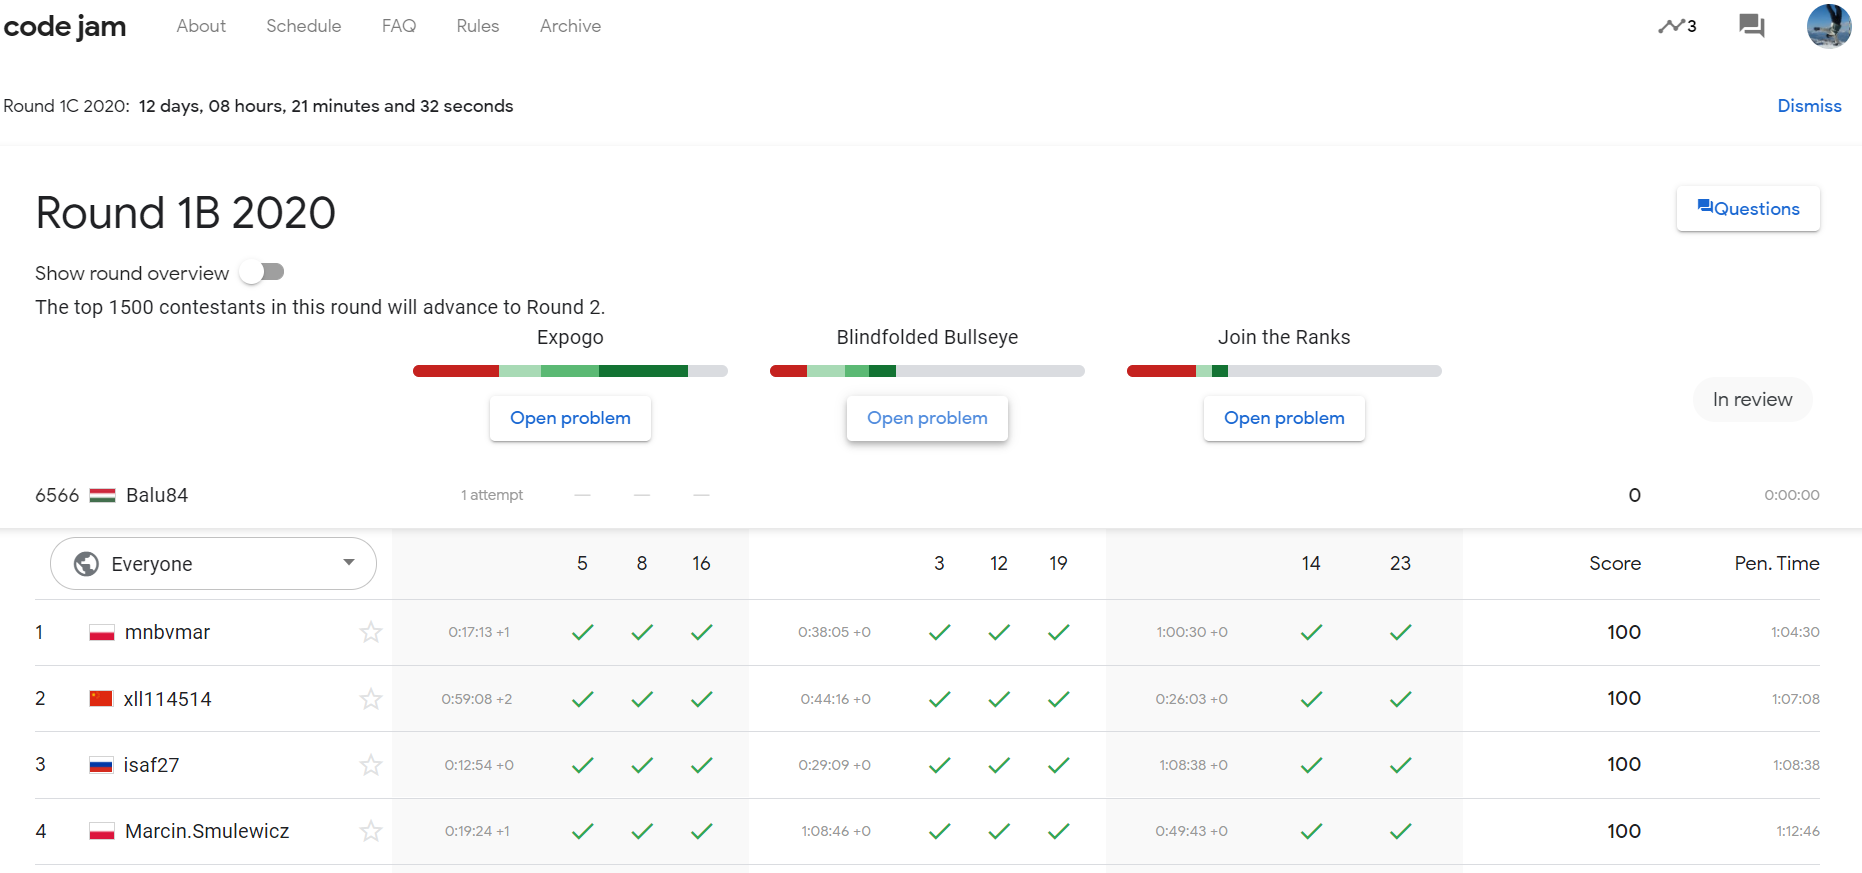 code jam About Schedule FAQ Rules Archive 3
Round 1C 2020: 12 days, 08 hours, 21 minutes and 32 seconds Dismiss
Round 1B 2020 Questions
Show round overview
The top 1500 contestants in this round will advance to Round 2.
Expogo Blindfolded Bullseye Join the Ranks
Open problem Open problem Open problem In review
6566 Balu84 1 attempt — — — 0 0:00:00
Everyone 5 8 16 3 12 19 14 23 Score Pen. Time
1 mnbvmar 0:17:13 +1 0:38:05 +0 1:00:30 +0 100 1:04:30
2 xll114514 0:59:08 +2 0:44:16 +0 0:26:03 +0 100 1:07:08
3 isaf27 0:12:54 +0 0:29:09 +0 1:08:38 +0 100 1:08:38
4 Marcin.Smulewicz 0:19:24 +1 1:08:46 +0 0:49:43 +0 100 1:12:46